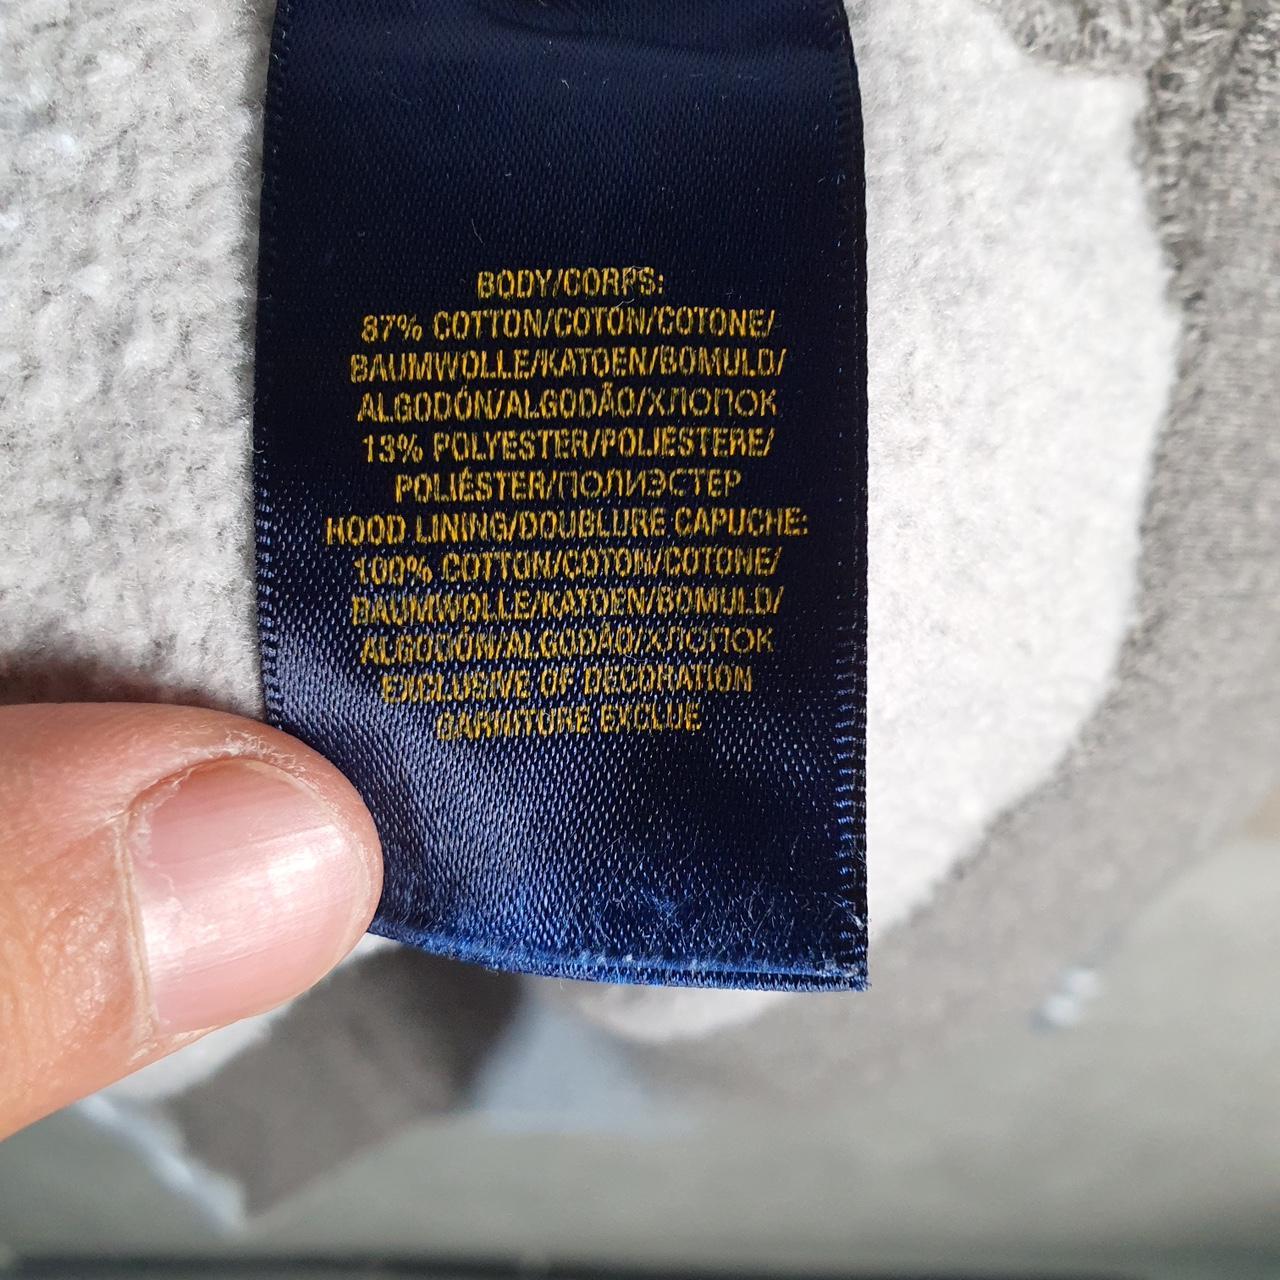 BODY/CORPS:
87% COTTON/COTON/COTONE/
BAUMWOLLE/KATOEN/BOMULD/
ALGODÓN/ALGODÃO/ХЛОПОК
13% POLYESTER/POLIESTERE/
POLIÉSTER/ПОЛИЭСТЕР
HOOD LINING/DOUBLURE CAPUCHE:
100% COTTON/COTON/COTONE/
BAUMWOLLE/KATOEN/BOMULD/
ALGODÓN/ALGODÃO/ХЛОПОК
EXCLUSIVE OF DECORATION
GARNITURE EXCLUE